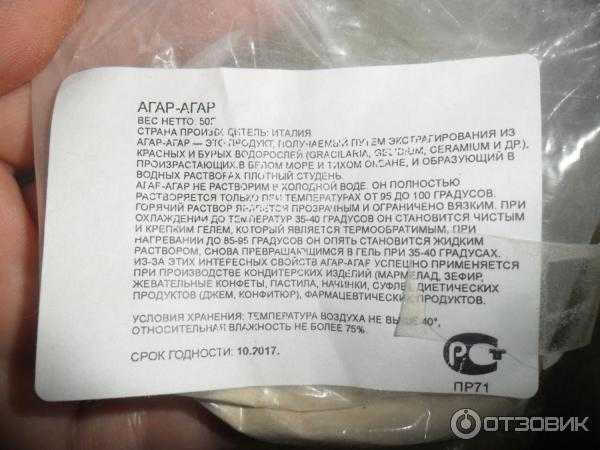 АГАР-АГАР
ВЕС НЕТТО: 50Г
СТРАНА ПРОИЗВОДИТЕЛЬ: ИТАЛИЯ
АГАР-АГАР — ЭТО ПРОДУКТ, ПОЛУЧАЕМЫЙ ПУТЕМ ЭКСТРАГИРОВАНИЯ ИЗ
КРАСНЫХ И БУРЫХ ВОДОРОСЛЕЙ (GRACILARIA, GELIDIUM, CERAMIUM И ДР.),
ПРОИЗРАСТАЮЩИХ В БЕЛОМ МОРЕ И ТИХОМ ОКЕАНЕ, И ОБРАЗУЮЩИЙ В
ВОДНЫХ РАСТВОРАХ ПЛОТНЫЙ СТУДЕНЬ.
АГАР-АГАР НЕ РАСТВОРИМ В ХОЛОДНОЙ ВОДЕ. ОН ПОЛНОСТЬЮ
РАСТВОРЯЕТСЯ ТОЛЬКО ПРИ ТЕМПЕРАТУРАХ ОТ 95 ДО 100 ГРАДУСОВ.
ГОРЯЧИЙ РАСТВОР ЯВЛЯЕТСЯ ПРОЗРАЧНЫМ И ОГРАНИЧЕНО ВЯЗКИМ. ПРИ
ОХЛАЖДЕНИИ ДО ТЕМПЕРАТУР 35-40 ГРАДУСОВ ОН СТАНОВИТСЯ ЧИСТЫМ
И КРЕПКИМ ГЕЛЕМ, КОТОРЫЙ ЯВЛЯЕТСЯ ТЕРМООБРАТИМЫМ. ПРИ
НАГРЕВАНИИ ДО 85-95 ГРАДУСОВ ОН ОПЯТЬ СТАНОВИТСЯ ЖИДКИМ
РАСТВОРОМ, СНОВА ПРЕВРАЩАЮЩИМСЯ В ГЕЛЬ ПРИ 35-40 ГРАДУСАХ.
ИЗ-ЗА ЭТИХ ИНТЕРЕСНЫХ СВОЙСТВ АГАР-АГАР УСПЕШНО ПРИМЕНЯЕТСЯ
ПРИ ПРОИЗВОДСТВЕ КОНДИТЕРСКИХ ИЗДЕЛИЙ (МАРМЕЛАД, ЗЕФИР,
ЖЕВАТЕЛЬНЫЕ КОНФЕТЫ, ПАСТИЛА, НАЧИНКИ, СУФЛЕ, ДИЕТИЧЕСКИХ
ПРОДУКТОВ (ДЖЕМ, КОНФИТЮР), ФАРМАЦЕВТИЧЕСКИХ ПРОДУКТОВ.
УСЛОВИЯ ХРАНЕНИЯ: ТЕМПЕРАТУРА ВОЗДУХА НЕ ВЫШЕ 40°,
ОТНОСИТЕЛЬНАЯ ВЛАЖНОСТЬ НЕ БОЛЕЕ 75%.
СРОК ГОДНОСТИ: 10.2017.
РСТ
ПР71
ОТЗОВИК